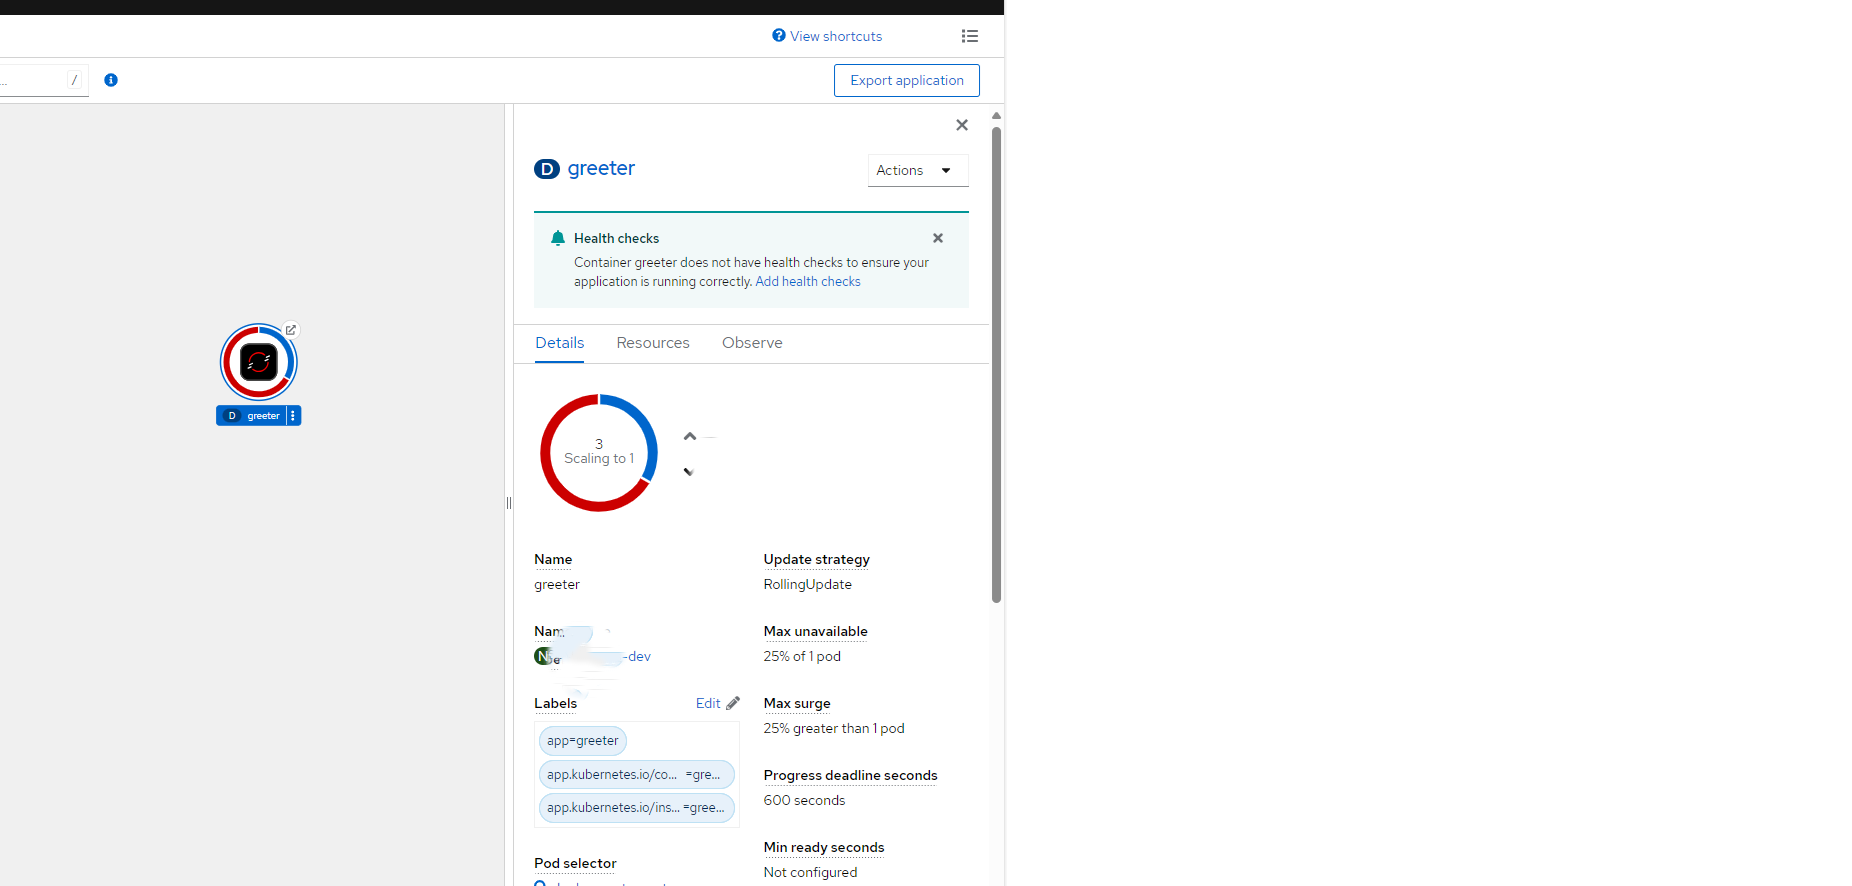 View shortcuts
... /
Export application
D greeter
Actions
Health checks
Container greeter does not have health checks to ensure your
application is running correctly. Add health checks
Details Resources Observe
3
Scaling to 1
D greeter
Name
greeter
Update strategy
RollingUpdate
Max unavailable
25% of 1 pod
N -dev
Labels
Edit
app=greeter
app.kubernetes.io/co... =gre...
app.kubernetes.io/ins... =gree...
Max surge
25% greater than 1 pod
Progress deadline seconds
600 seconds
Min ready seconds
Not configured
Pod selector